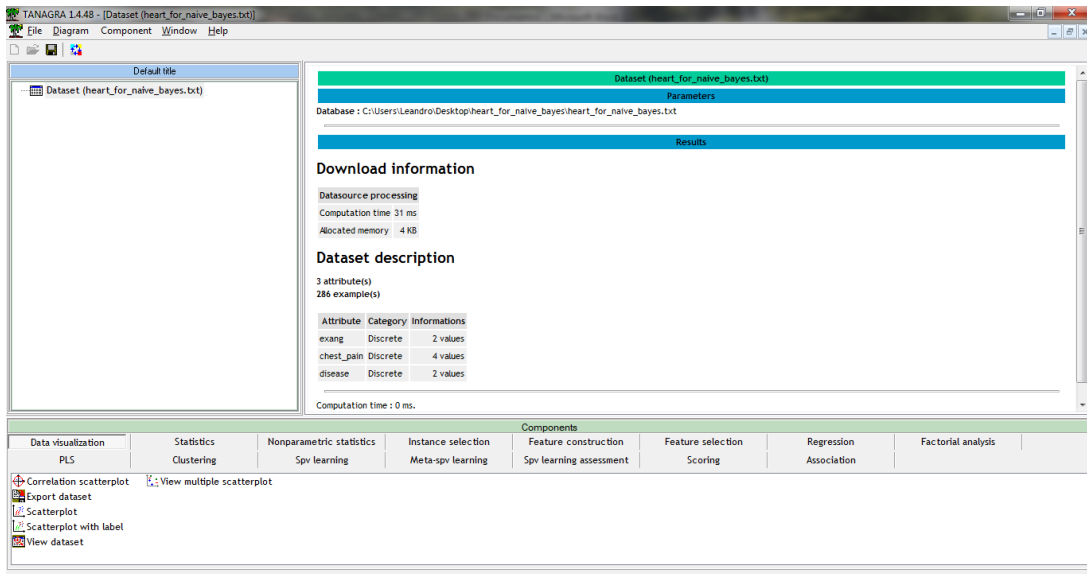 TANAGRA 1.4.48 - [Dataset (heart_for_naive_bayes.txt)]
File Diagram Component Window Help
Default title
Dataset (heart_for_naive_bayes.txt)
Dataset (heart_for_naive_bayes.txt)
Parameters
Database : C:\Users\Leandro\Desktop\heart_for_naive_bayes\heart_for_naive_bayes.txt
Results
Download information
Datasource processing
Computation time 31 ms
Allocated memory 4 KB
Dataset description
3 attribute(s)
286 example(s)
Attribute Category Informations
exang Discrete 2 values
chest_pain Discrete 4 values
disease Discrete 2 values
Computation time : 0 ms.
Components
Data visualization Statistics Nonparametric statistics Instance selection Feature construction Feature selection Regression Factorial analysis
PLS Clustering Spv learning Meta-spv learning Spv learning assessment Scoring Association
Correlation scatterplot View multiple scatterplot
Export dataset
Scatterplot
Scatterplot with label
View dataset